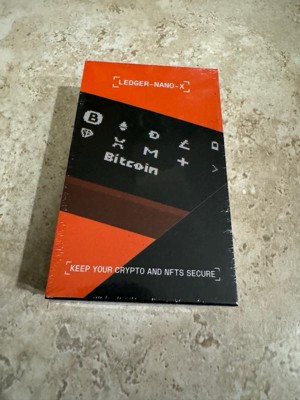 [LEDGER-NANO-X]
Bitcoin
[KEEP YOUR CRYPTO AND NFTS SECURE]